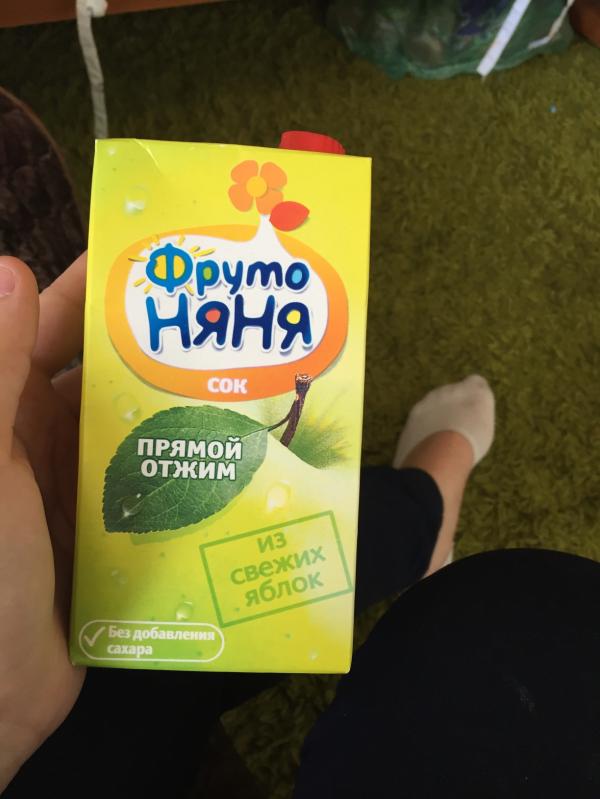 Фруто
НЯНЯ
СОК
ПРЯМОЙ
ОТЖИМ
из
свежих
яблок
Без добавления
сахара